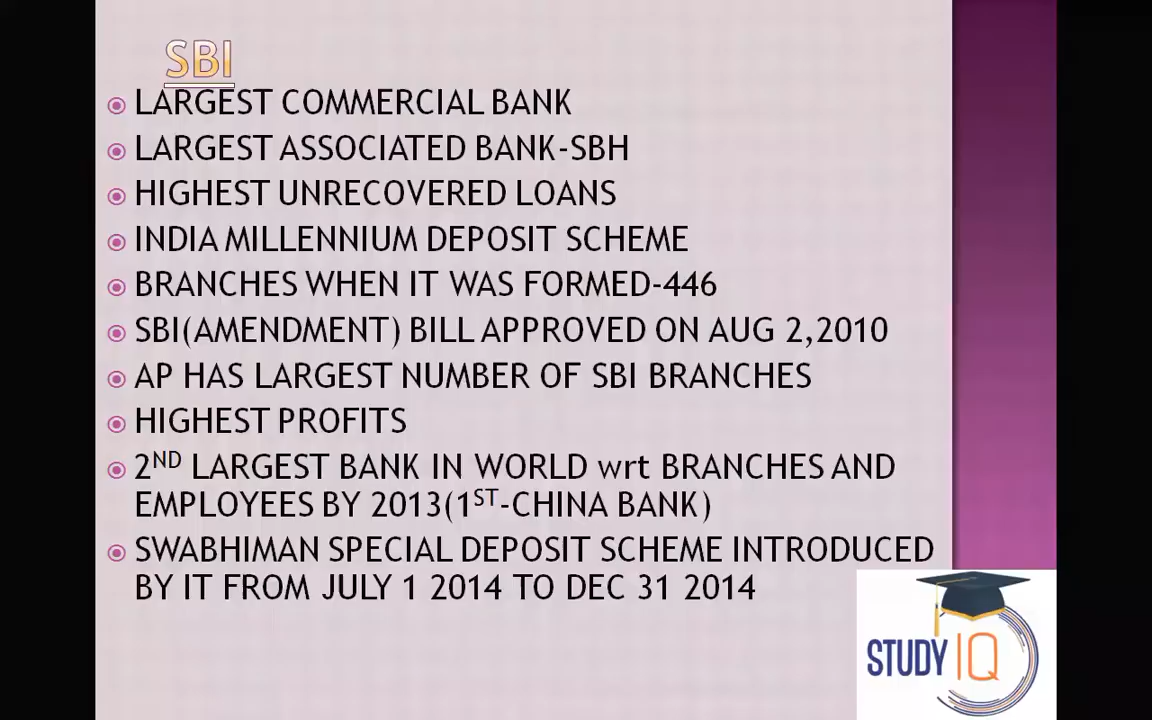 SBI
LARGEST COMMERCIAL BANK
LARGEST ASSOCIATED BANK-SBH
HIGHEST UNRECOVERED LOANS
INDIA MILLENNIUM DEPOSIT SCHEME
BRANCHES WHEN IT WAS FORMED-446
SBI(AMENDMENT) BILL APPROVED ON AUG 2,2010
AP HAS LARGEST NUMBER OF SBI BRANCHES
HIGHEST PROFITS
2ND LARGEST BANK IN WORLD wrt BRANCHES AND
EMPLOYEES BY 2013(1ST-CHINA BANK)
SWABHIMAN SPECIAL DEPOSIT SCHEME INTRODUCED
BY IT FROM JULY 1 2014 TO DEC 31 2014
STUDY IQ